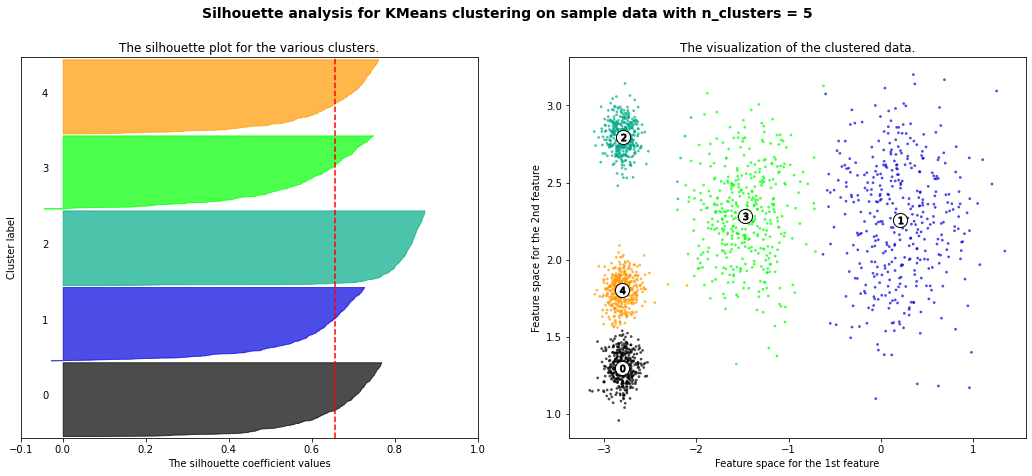 Silhouette analysis for KMeans clustering on sample data with n_clusters = 5
The silhouette plot for the various clusters.
Cluster label
4
3
2
1
0
−0.1 0.0 0.2 0.4 0.6 0.8 1.0
The silhouette coefficient values
The visualization of the clustered data.
Feature space for the 2nd feature
3.0
2.5
2.0
1.5
1.0
2
3
1
4
0
−3 −2 −1 0 1
Feature space for the 1st feature